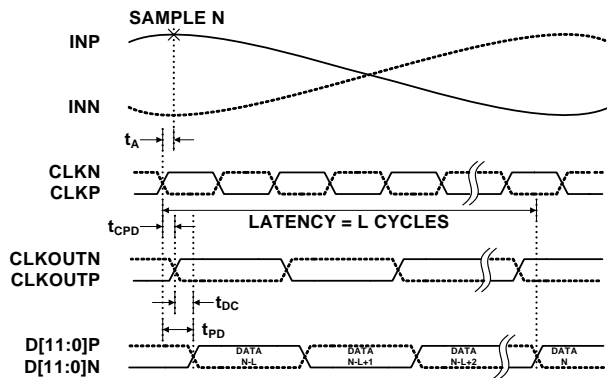 SAMPLE N
INP
INN
tA
CLKN
CLKP
tCPD
LATENCY = L CYCLES
CLKOUTN
CLKOUTP
tDC
tPD
D[11:0]P
D[11:0]N
DATA
N-L
DATA
N-L+1
DATA
N-L+2
DATA
N